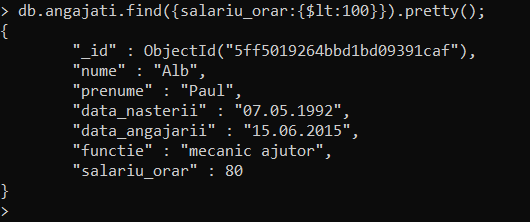 > db.angajati.find({salariu_orar:{$lt:100}}).pretty();
{
        "_id" : ObjectId("5ff5019264bbd1bd09391caf"),
        "nume" : "Alb",
        "prenume" : "Paul",
        "data_nasterii" : "07.05.1992",
        "data_angajarii" : "15.06.2015",
        "functie" : "mecanic ajutor",
        "salariu_orar" : 80
}
>